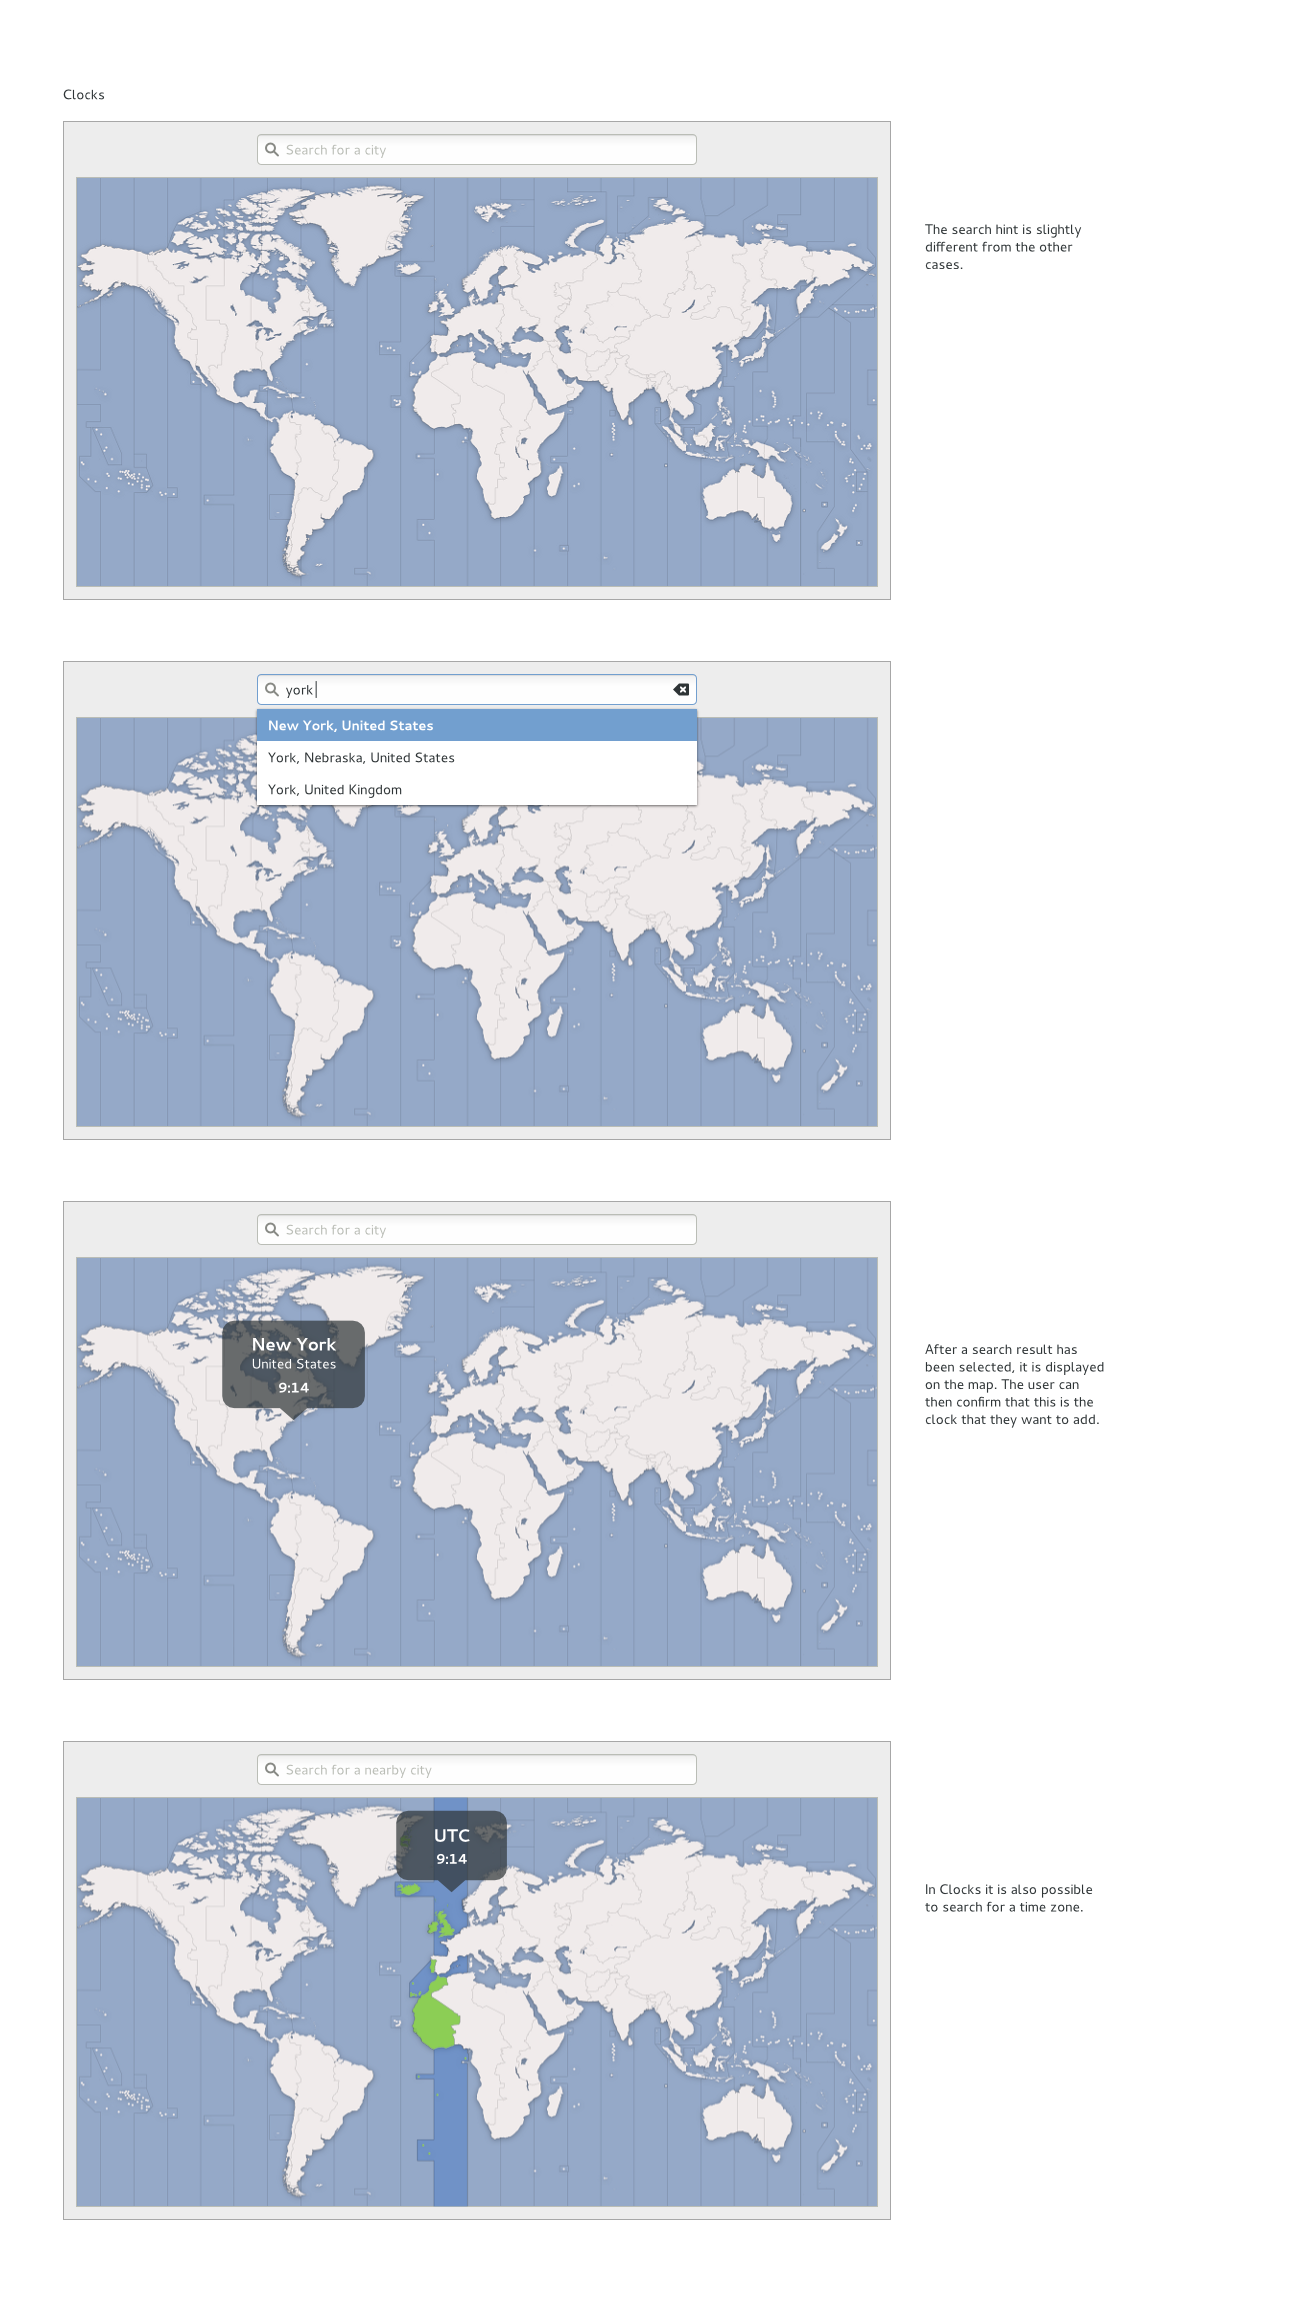 Clocks
Search for a city
The search hint is slightly
different from the other
cases.
york
New York, United States
York, Nebraska, United States
York, United Kingdom
Search for a city
New York
United States
9:14
After a search result has
been selected, it is displayed
on the map. The user can
then confirm that this is the
clock that they want to add.
Search for a nearby city
UTC
9:14
In Clocks it is also possible
to search for a time zone.